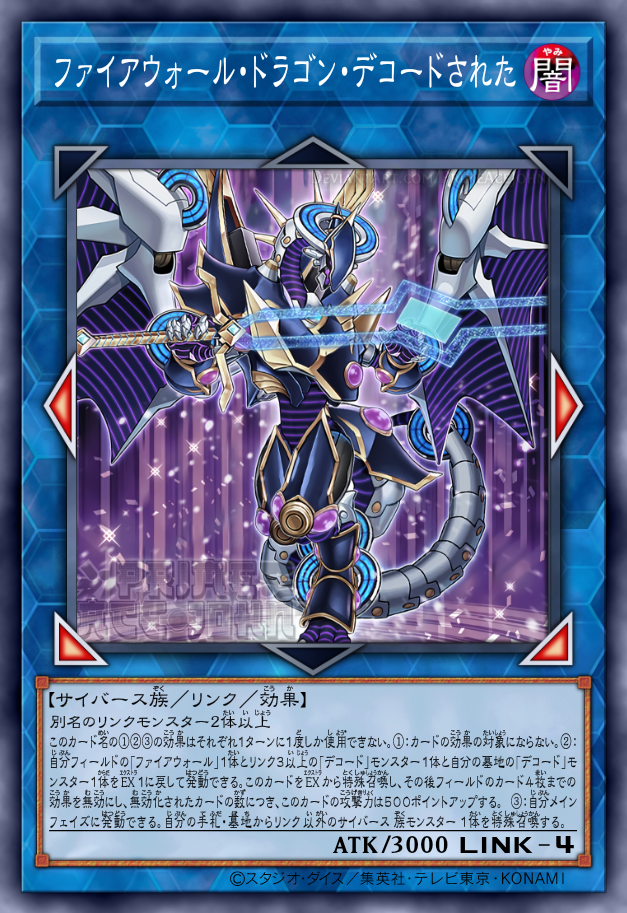 ファイアウォール・ドラゴン・デコードされた
やみ
闇
【サイバース族／リンク／効果】
別名のリンクモンスター2体以上
このカード名の①②③の効果はそれぞれ1ターンに1度しか使用できない。①:カードの効果の対象にならない。②:
自分フィールドの「ファイアウォール」1体とリンク3以上の「デコード」モンスター1体と自分の墓地の「デコード」モ
ンスター1体をEX1に戻して発動できる。このカードをEXから特殊召喚し、その後フィールドのカード4枚までの
効果を無効にし、無効化されたカードの数につき、このカードの攻撃力は500ポイントアップする。 ③:自分メイン
フェイズに発動できる。自分の手札・墓地からリンク以外のサイバース族モンスター1体を特殊召喚する。
ATK/3000 LINK-4
©スタジオ・ダイス／集英社・テレビ東京・KONAMI